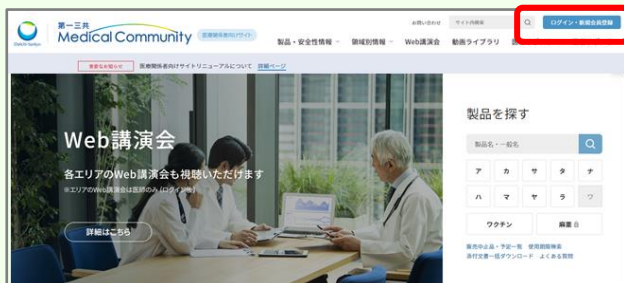 Daiichi-Sankyo
第一三共
Medical Community
医療関係者向けサイト
お問い合わせ
サイト内検索
ログイン・新規会員登録
製品・安全性情報
領域別情報
Web講演会
動画ライブラリ
重要なお知らせ 医療関係者向けサイトリニューアルについて 詳細ページ
Web講演会
各エリアのWeb講演会も視聴いただけます
※エリアのWeb講演会は医師のみ(ログイン後)
詳細はこちら
製品を探す
製品名・一般名
ア カ サ タ ナ
ハ マ ヤ ラ ワ
ワクチン 麻薬
販売中止品・予定一覧 使用期限検索
添付文書一括ダウンロード よくある質問